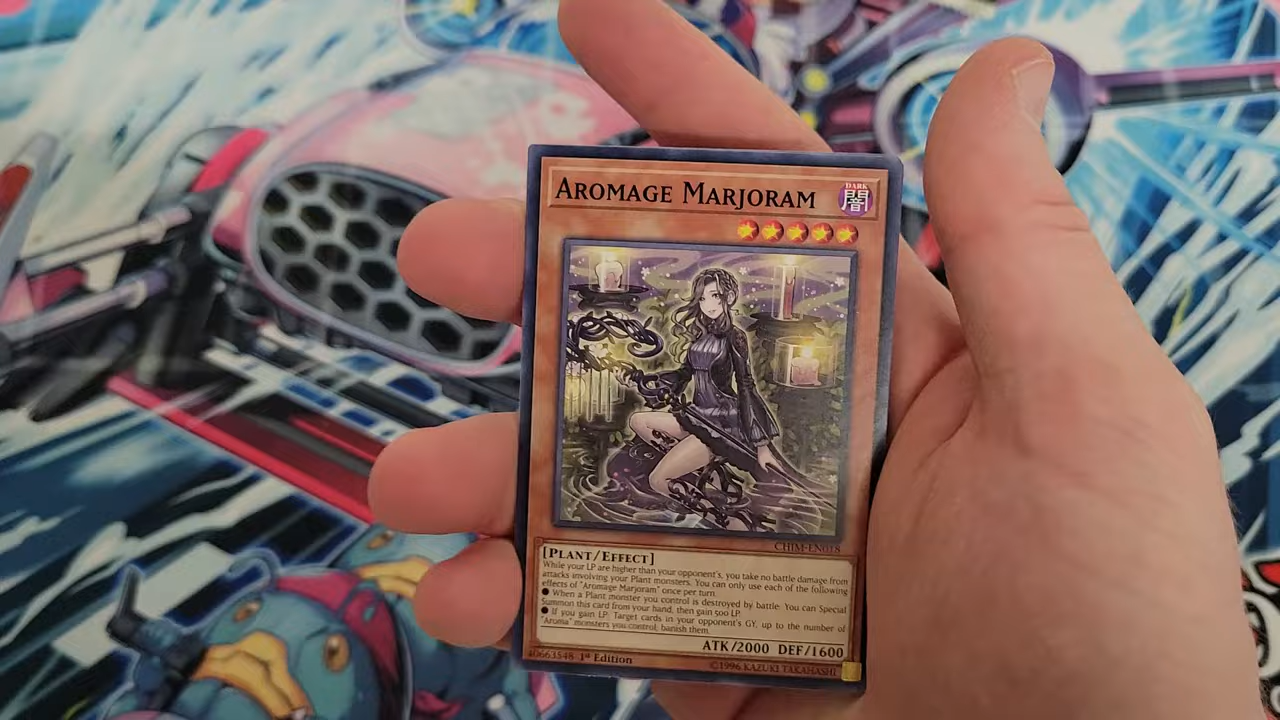 AROMAGE MARJORAM
DARK
闇
CHIM-EN018
[PLANT/EFFECT]
While your LP are higher than your opponent's, you take no battle damage from
attacks involving your Plant monsters. You can only use each of the following
effects of "Aromage Marjoram" once per turn.
● When a Plant monster you control is destroyed by battle: You can Special
Summon this card from your hand, then gain 500 LP.
● If you gain LP: Target cards in your opponent's GY, up to the number of
"Aroma" monsters you control; banish them.
ATK/2000 DEF/1600
40663548 1st Edition
©1996 KAZUKI TAKAHASHI